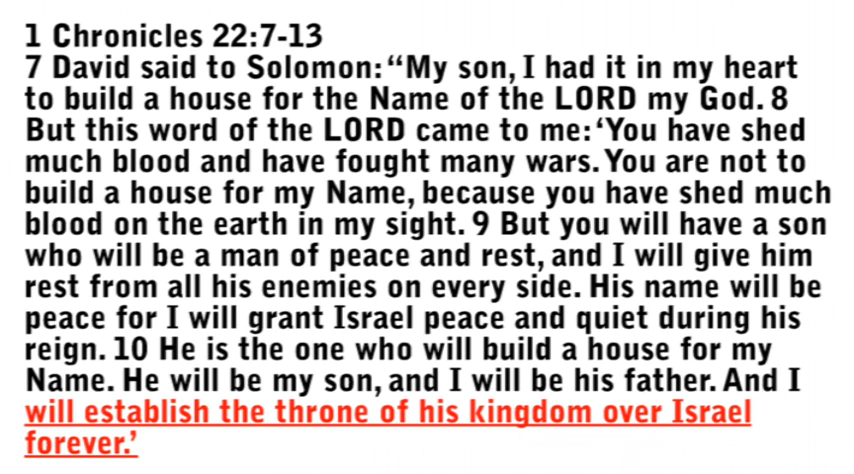 1 Chronicles 22:7-13
7 David said to Solomon: “My son, I had it in my heart
to build a house for the Name of the LORD my God. 8
But this word of the LORD came to me: ‘You have shed
much blood and have fought many wars. You are not to
build a house for my Name, because you have shed much
blood on the earth in my sight. 9 But you will have a son
who will be a man of peace and rest, and I will give him
rest from all his enemies on every side. His name will be
peace for I will grant Israel peace and quiet during his
reign. 10 He is the one who will build a house for my
Name. He will be my son, and I will be his father. And I
will establish the throne of his kingdom over Israel
forever.’